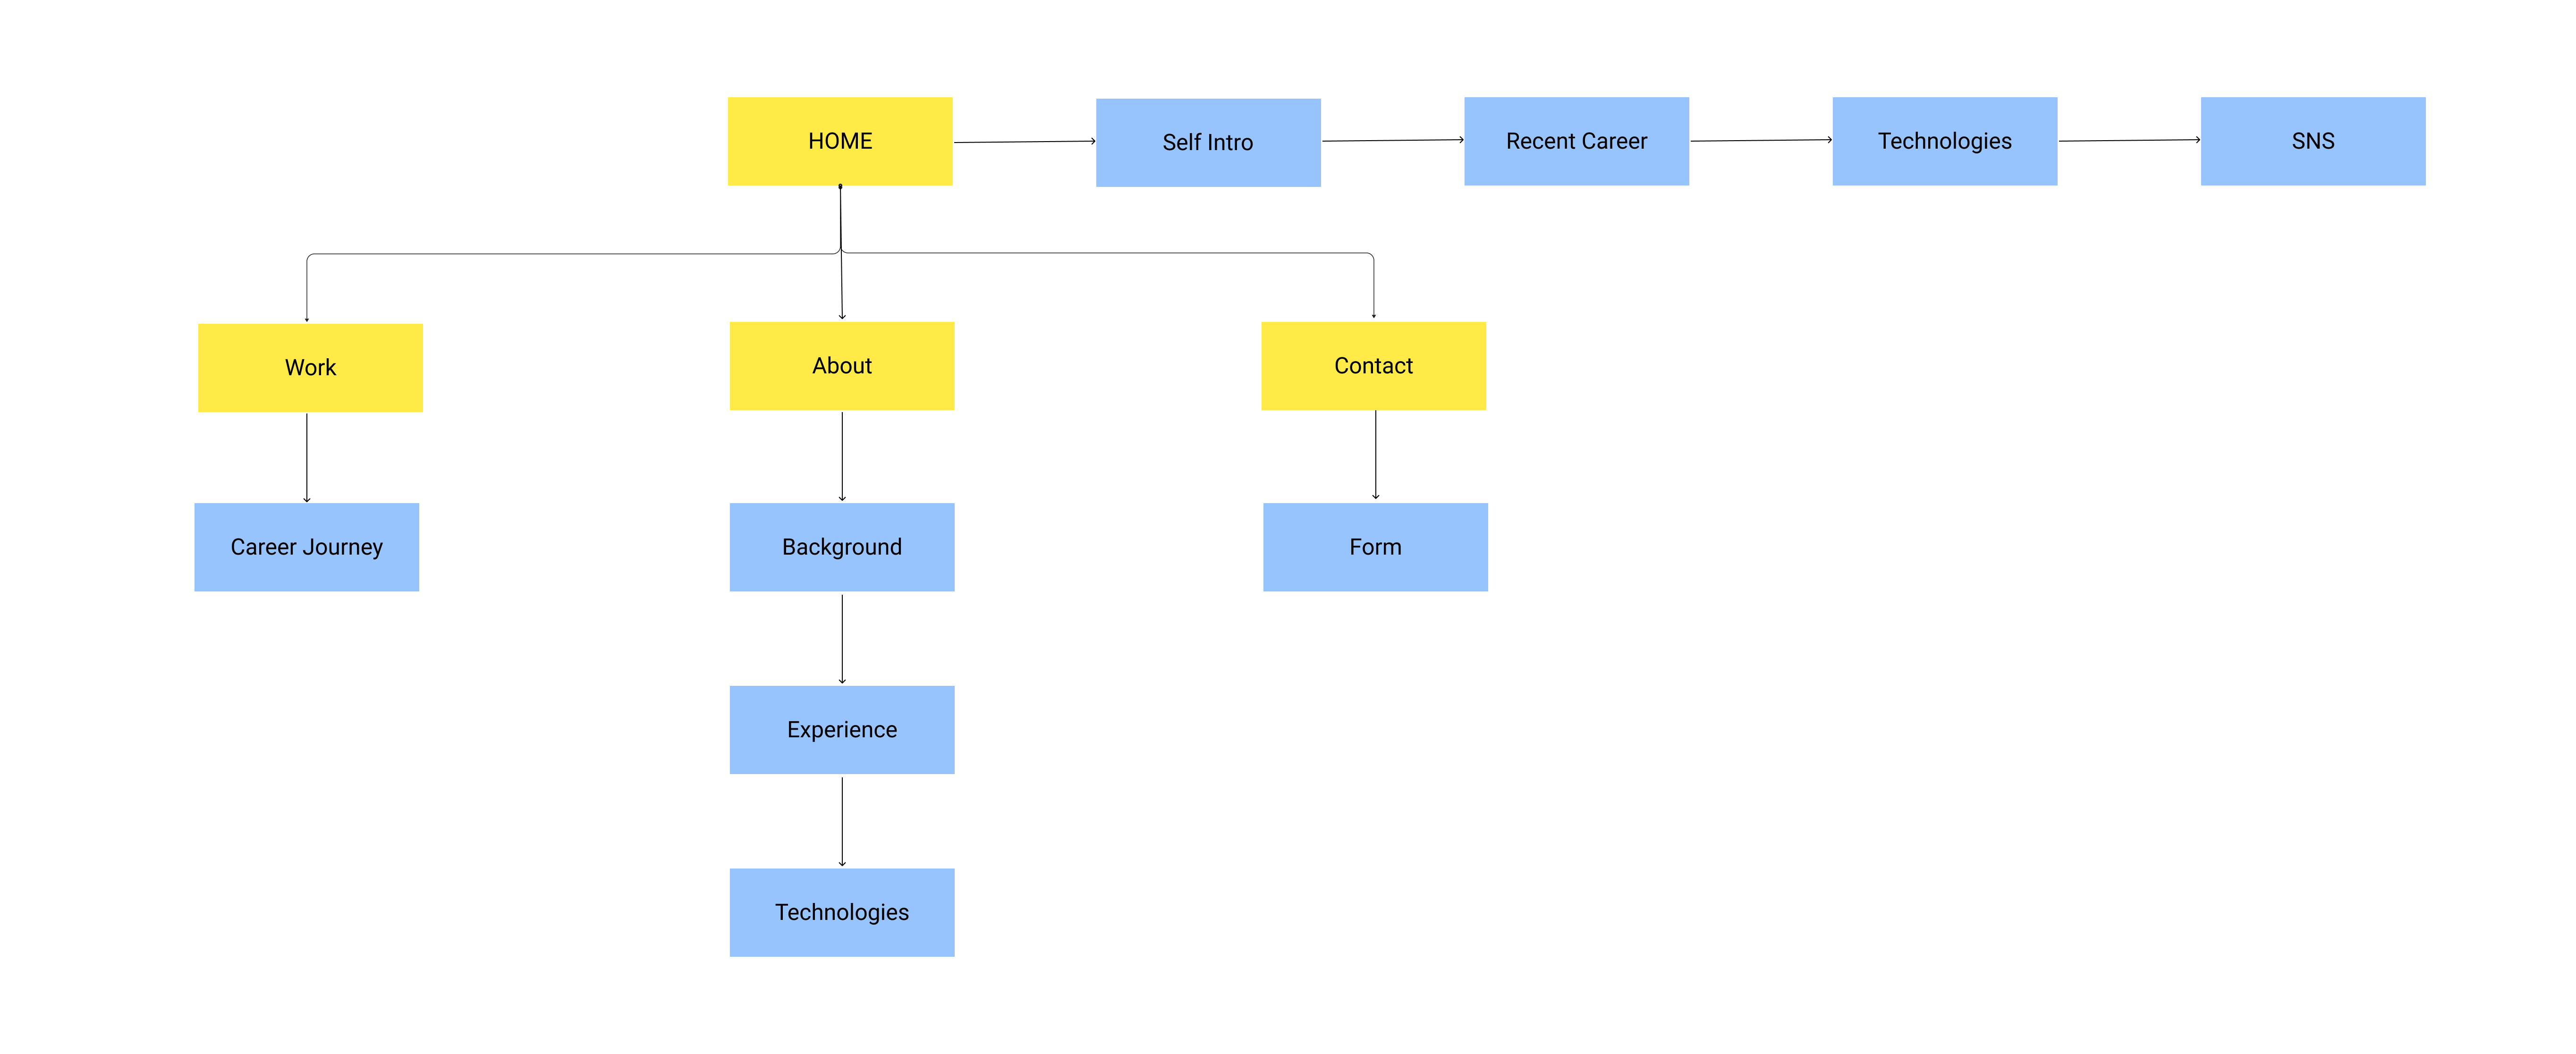 HOME
Self Intro
Recent Career
Technologies
SNS
Work
About
Contact
Career Journey
Background
Form
Experience
Technologies